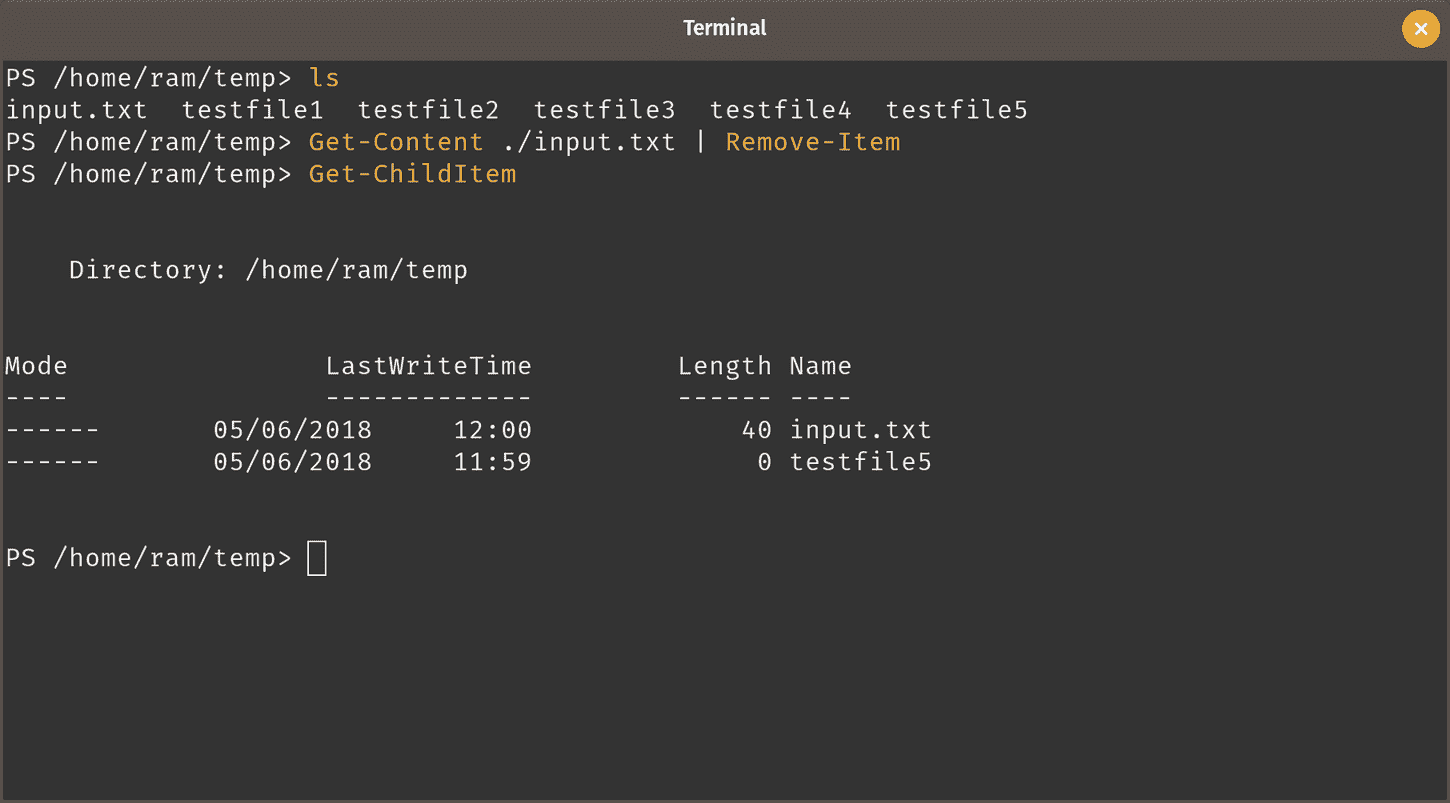 Terminal
PS /home/ram/temp> ls
input.txt  testfile1  testfile2  testfile3  testfile4  testfile5
PS /home/ram/temp> Get-Content ./input.txt | Remove-Item
PS /home/ram/temp> Get-ChildItem
    Directory: /home/ram/temp
Mode                LastWriteTime         Length Name
----                -------------         ------ ----
------       05/06/2018     12:00             40 input.txt
------       05/06/2018     11:59              0 testfile5
PS /home/ram/temp>